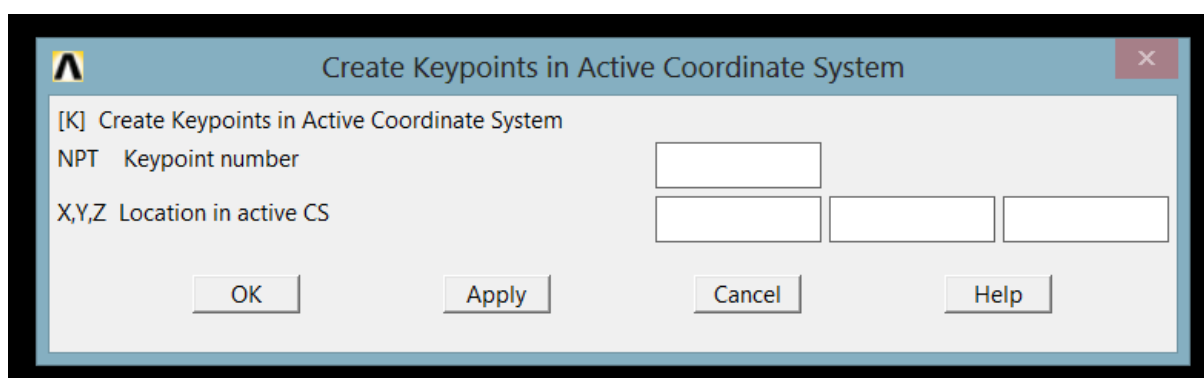 Create Keypoints in Active Coordinate System
[K] Create Keypoints in Active Coordinate System
NPT Keypoint number
X,Y,Z Location in active CS
OK Apply Cancel Help